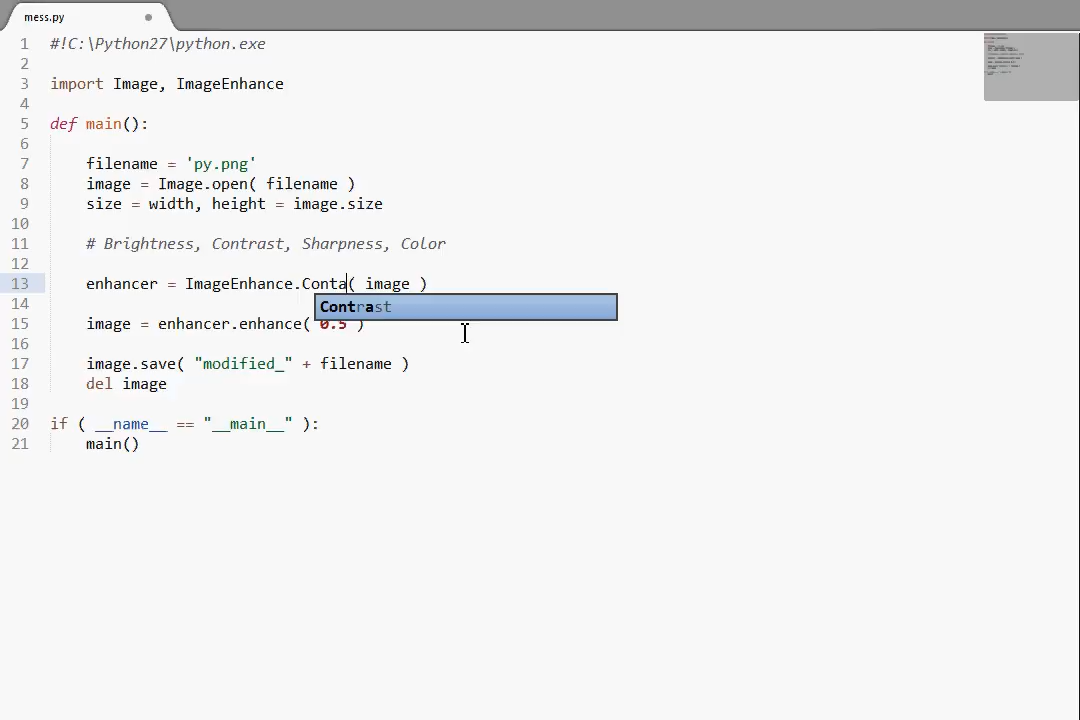 mess.py
1 #!C:\Python27\python.exe
2
3 import Image, ImageEnhance
4
5 def main():
6
7 filename = 'py.png'
8 image = Image.open( filename )
9 size = width, height = image.size
10
11 # Brightness, Contrast, Sharpness, Color
12
13 enhancer = ImageEnhance.Conta( image )
Contrast
14
15 image = enhancer.enhance( 0.5 )
16
17 image.save( "modified_" + filename )
18 del image
19
20 if ( __name__ == "__main__" ):
21 main()